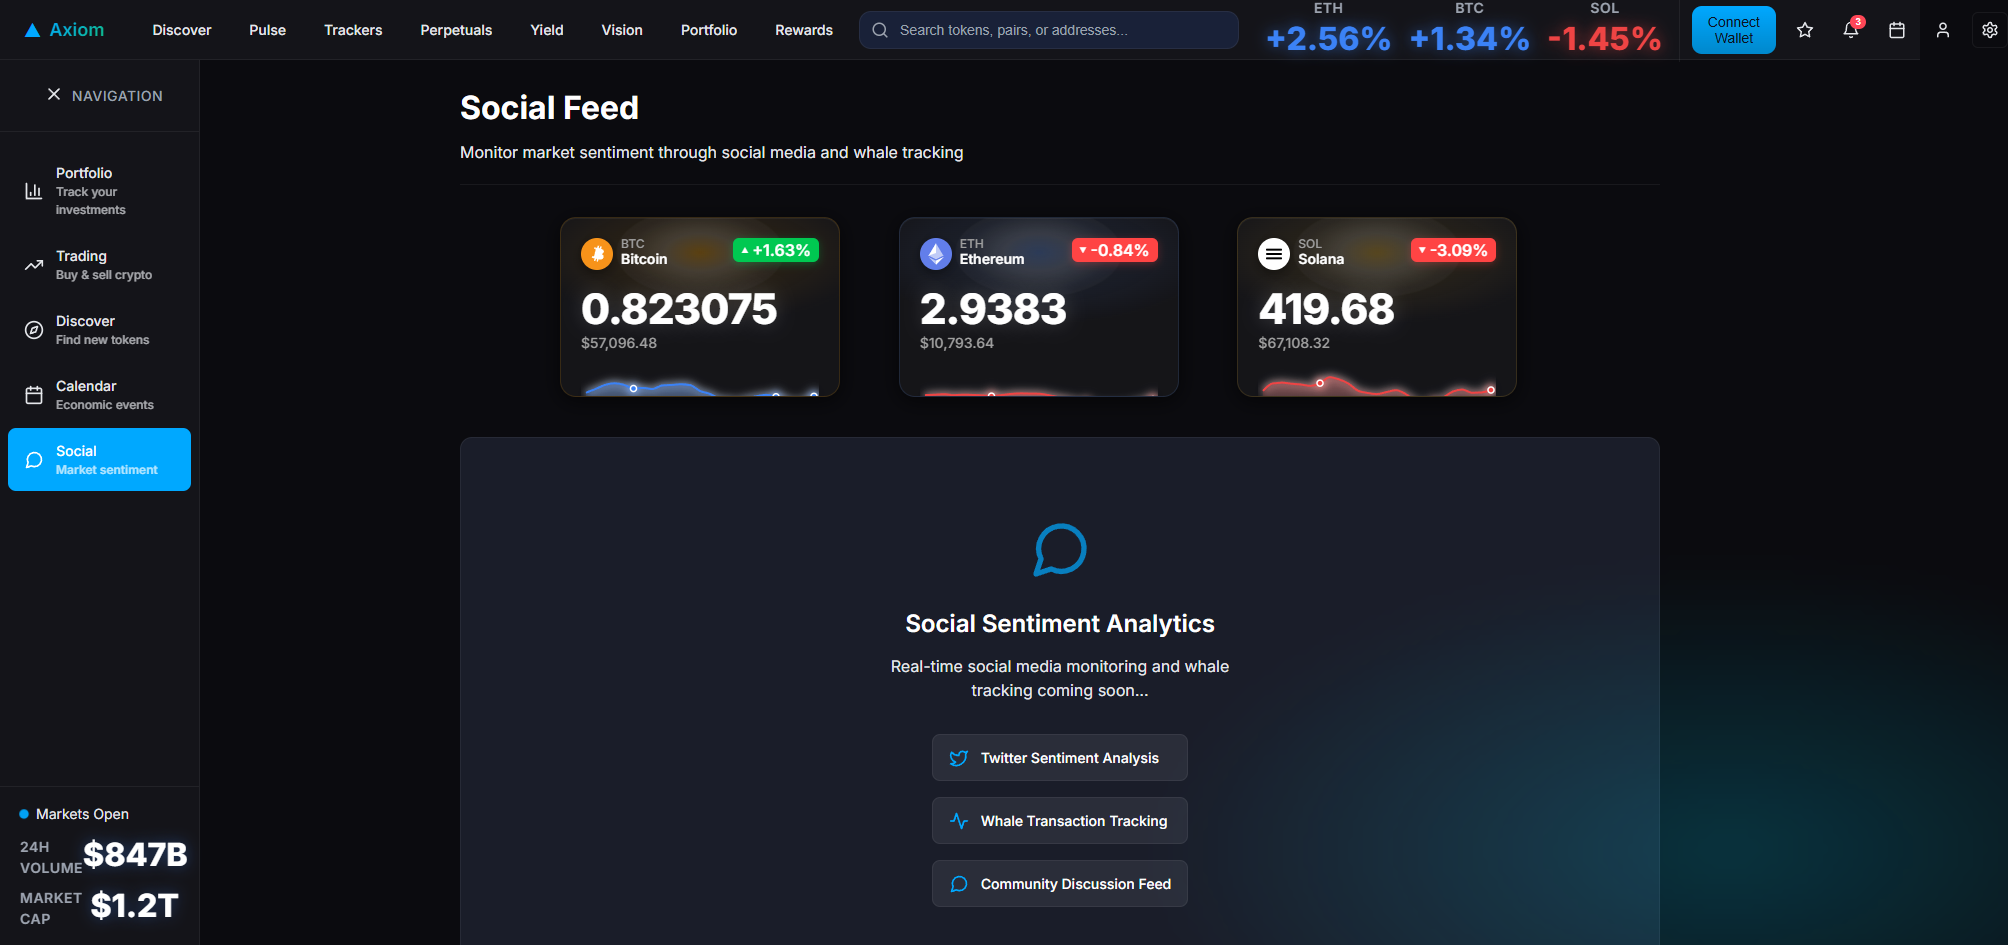 Axiom
Discover
Pulse
Trackers
Perpetuals
Yield
Vision
Portfolio
Rewards
Search tokens, pairs, or addresses...
ETH
+2.56%
BTC
+1.34%
SOL
-1.45%
Connect
Wallet
3
NAVIGATION
Portfolio
Track your
investments
Trading
Buy & sell crypto
Discover
Find new tokens
Calendar
Economic events
Social
Market sentiment
Markets Open
24H
VOLUME
$847B
MARKET
CAP
$1.2T
Social Feed
Monitor market sentiment through social media and whale tracking
BTC
Bitcoin
+1.63%
0.823075
$57,096.48
ETH
Ethereum
-0.84%
2.9383
$10,793.64
SOL
Solana
-3.09%
419.68
$67,108.32
Social Sentiment Analytics
Real-time social media monitoring and whale
tracking coming soon...
Twitter Sentiment Analysis
Whale Transaction Tracking
Community Discussion Feed